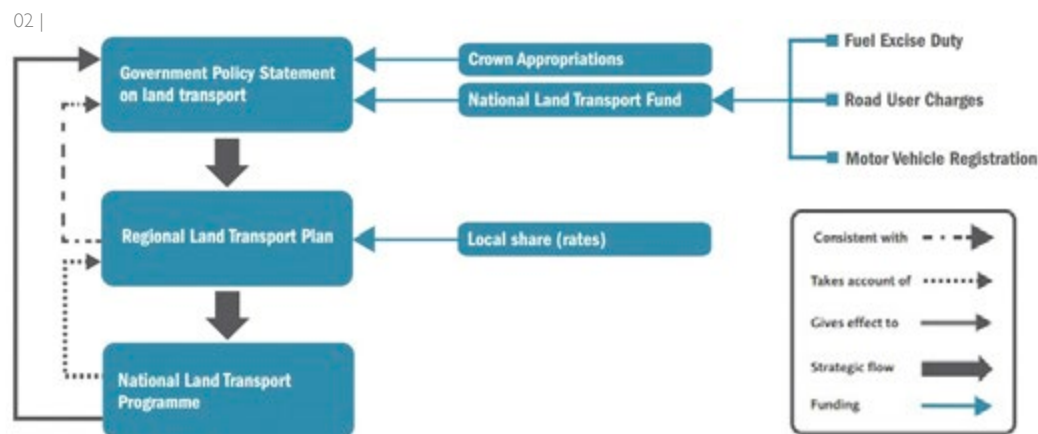 02 |
Government Policy Statement
on land transport
Crown Appropriations
National Land Transport Fund
Fuel Excise Duty
Road User Charges
Motor Vehicle Registration
Regional Land Transport Plan
Local share (rates)
National Land Transport
Programme
Consistent with
Takes account of
Gives effect to
Strategic flow
Funding